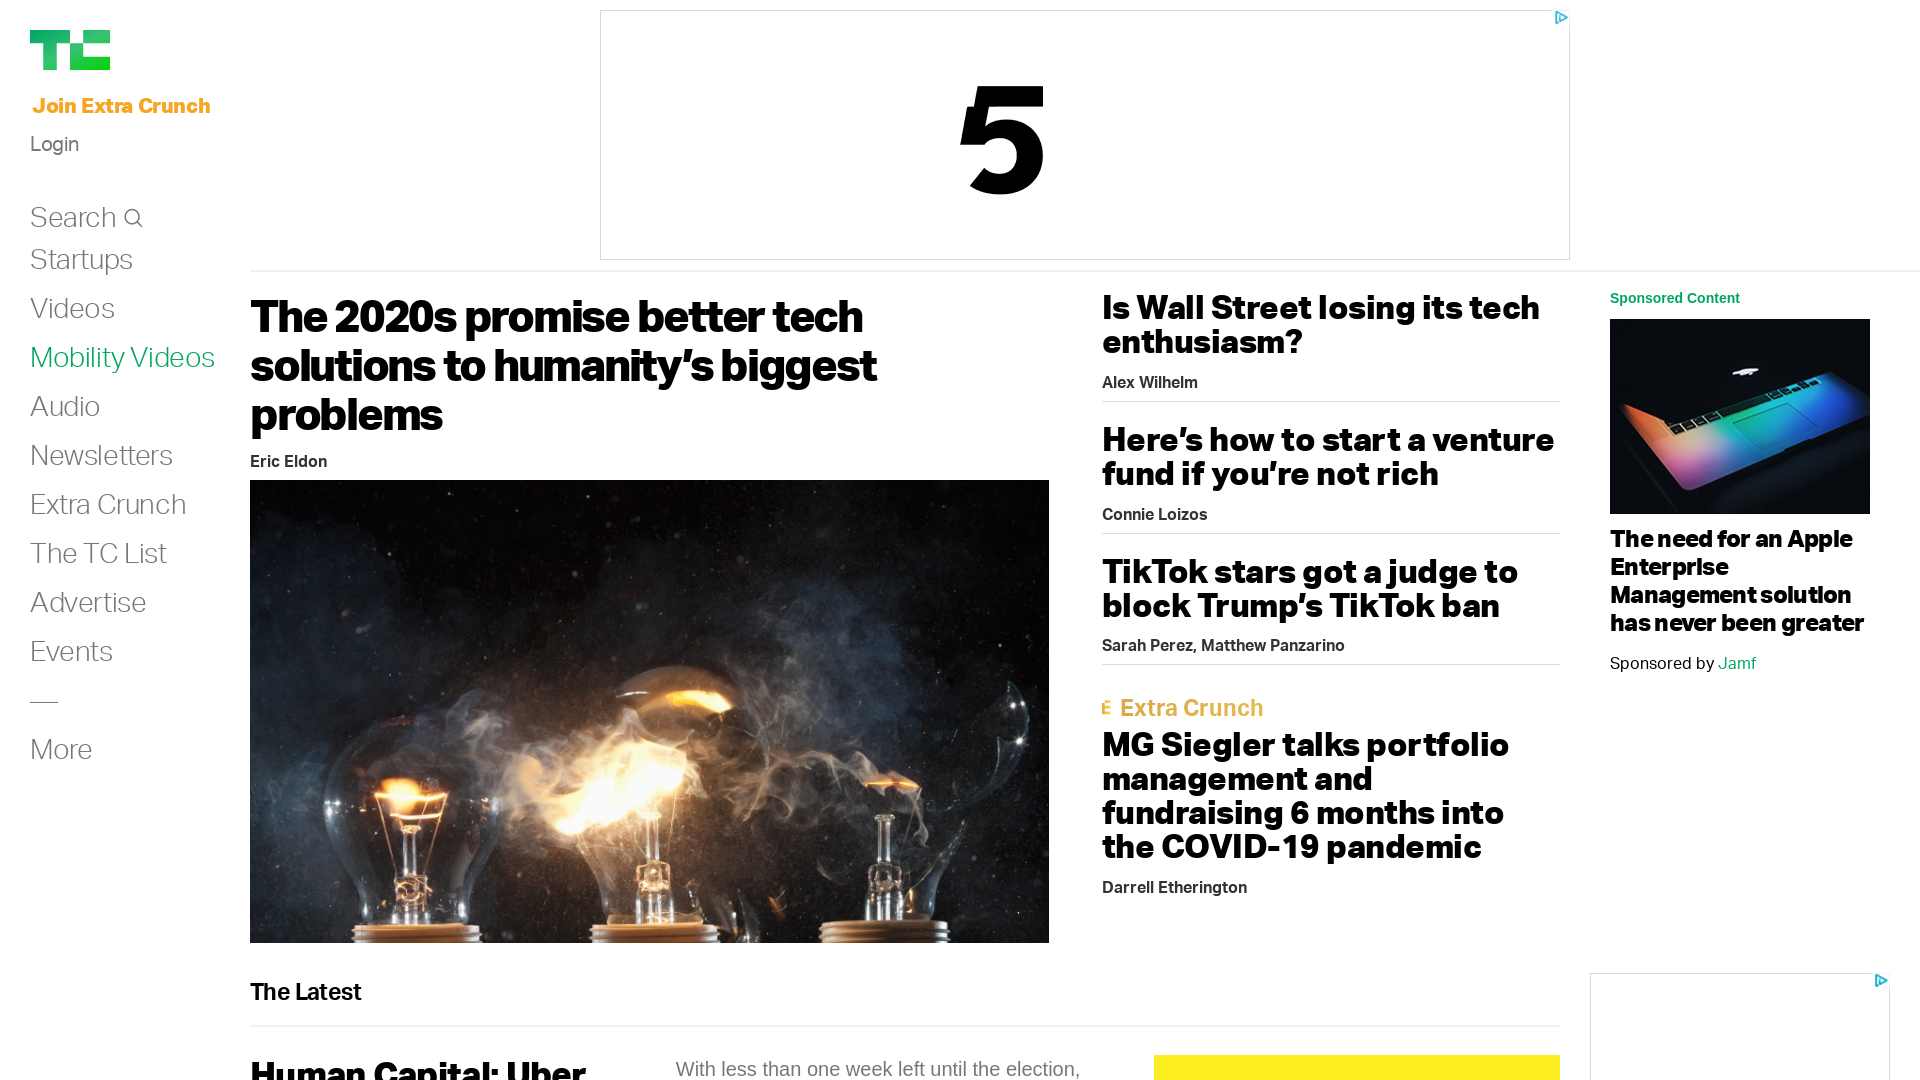 TC
Join Extra Crunch
Login
Search
Startups
Videos
Mobility Videos
Audio
Newsletters
Extra Crunch
The TC List
Advertise
Events
—
More
5
The 2020s promise better tech
solutions to humanity’s biggest
problems
Eric Eldon
Is Wall Street losing its tech
enthusiasm?
Alex Wilhelm
Here’s how to start a venture
fund if you’re not rich
Connie Loizos
TikTok stars got a judge to
block Trump’s TikTok ban
Sarah Perez, Matthew Panzarino
Extra Crunch
MG Siegler talks portfolio
management and
fundraising 6 months into
the COVID-19 pandemic
Darrell Etherington
Sponsored Content
The need for an Apple
Enterprise
Management solution
has never been greater
Sponsored by Jamf
The Latest
Human Capital: Uber
With less than one week left until the election,